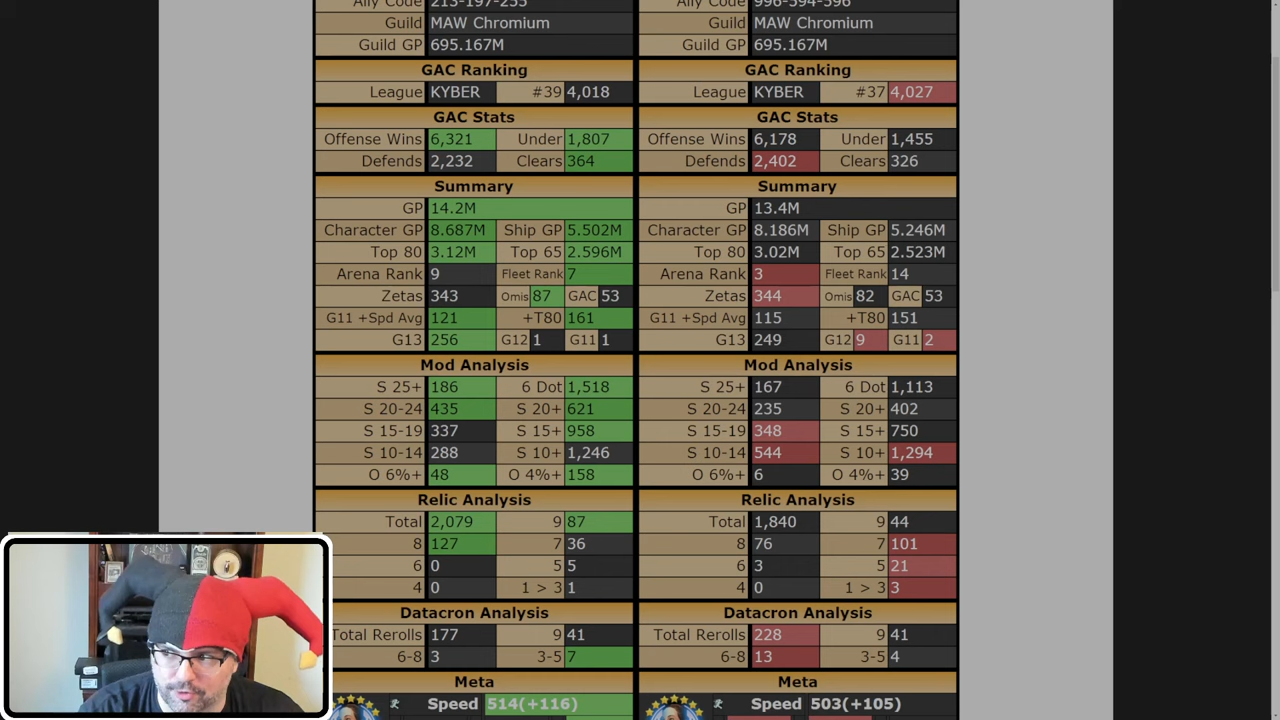 Ally Code 213-197-255
Guild MAW Chromium
Guild GP 695.167M
GAC Ranking
League KYBER #39 4,018
GAC Stats
Offense Wins 6,321 Under 1,807
Defends 2,232 Clears 364
Summary
GP 14.2M
Character GP 8.687M Ship GP 5.502M
Top 80 3.12M Top 65 2.596M
Arena Rank 9 Fleet Rank 7
Zetas 343 Omis 87 GAC 53
G11 +Spd Avg 121 +T80 161
G13 256 G12 1 G11 1
Mod Analysis
S 25+ 186 6 Dot 1,518
S 20-24 435 S 20+ 621
S 15-19 337 S 15+ 958
S 10-14 288 S 10+ 1,246
O 6%+ 48 O 4%+ 158
Relic Analysis
Total 2,079 9 87
8 127 7 36
6 0 5 5
4 0 1 > 3 1
Datacron Analysis
Total Rerolls 177 9 41
6-8 3 3-5 7
Meta
Speed 514(+116)
Ally Code 996-594-596
Guild MAW Chromium
Guild GP 695.167M
GAC Ranking
League KYBER #37 4,027
GAC Stats
Offense Wins 6,178 Under 1,455
Defends 2,402 Clears 326
Summary
GP 13.4M
Character GP 8.186M Ship GP 5.246M
Top 80 3.02M Top 65 2.523M
Arena Rank 3 Fleet Rank 14
Zetas 344 Omis 82 GAC 53
G11 +Spd Avg 115 +T80 151
G13 249 G12 9 G11 2
Mod Analysis
S 25+ 167 6 Dot 1,113
S 20-24 235 S 20+ 402
S 15-19 348 S 15+ 750
S 10-14 544 S 10+ 1,294
O 6%+ 6 O 4%+ 39
Relic Analysis
Total 1,840 9 44
8 76 7 101
6 3 5 21
4 0 1 > 3 3
Datacron Analysis
Total Rerolls 228 9 41
6-8 13 3-5 4
Meta
Speed 503(+105)